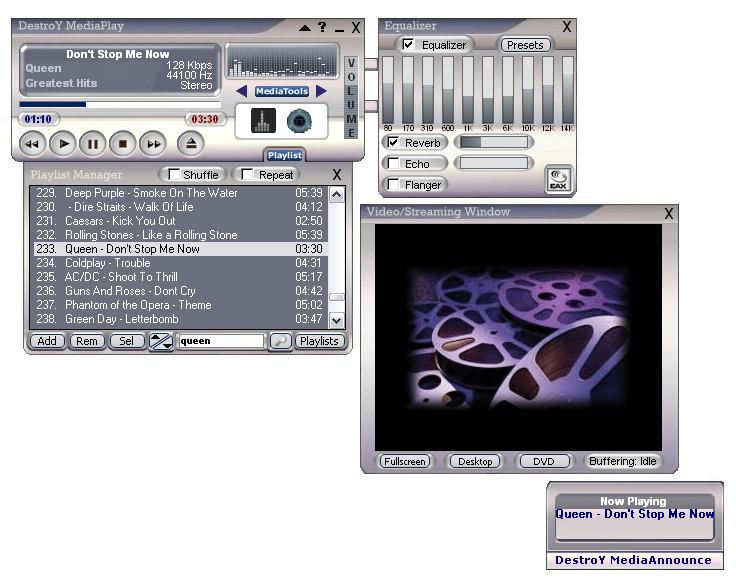 DestroY MediaPlay
Don't Stop Me Now
Queen
128 Kbps
44100 Hz
Greatest Hits
Stereo
MediaTools
01:10
03:30
VOLUME
Playlist
Equalizer
Equalizer
Presets
80 170 310 600 1K 3K 6K 10K 12K 14K
Reverb
Echo
Flanger
EAX
Playlist Manager
Shuffle
Repeat
229. Deep Purple - Smoke On The Water 05:39
230. - Dire Straits - Walk Of Life 04:12
231. Caesars - Kick You Out 02:50
232. Rolling Stones - Like a Rolling Stone 05:39
233. Queen - Don't Stop Me Now 03:30
234. Coldplay - Trouble 04:31
235. AC/DC - Shoot To Thrill 05:17
236. Guns And Roses - Dont Cry 04:42
237. Phantom of the Opera - Theme 05:02
238. Green Day - Letterbomb 03:47
Add Rem Sel queen Playlists
Video/Streaming Window
Fullscreen Desktop DVD Buffering: Idle
Now Playing
Queen - Don't Stop Me Now
DestroY MediaAnnounce